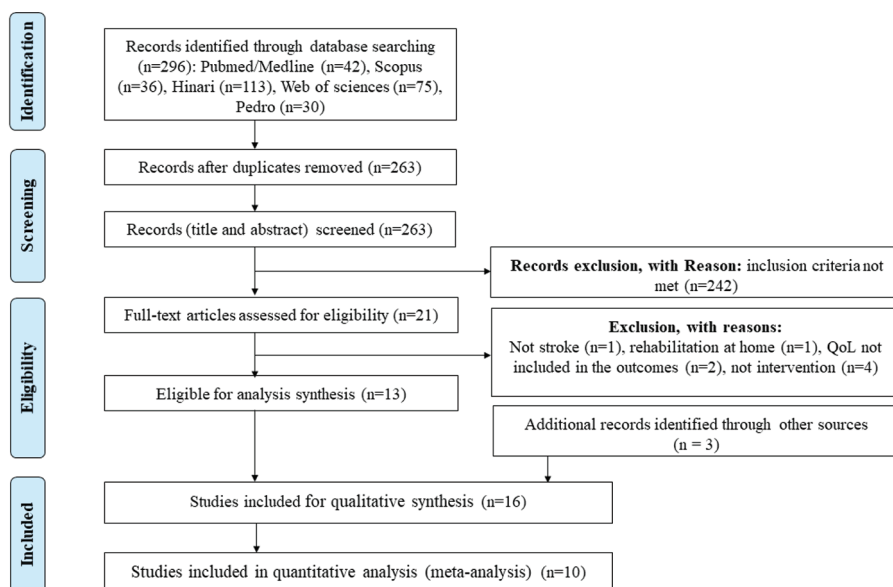 Identification
Records identified through database searching
(n=296): Pubmed/Medline (n=42), Scopus
(n=36), Hinari (n=113), Web of sciences (n=75),
Pedro (n=30)
Screening
Records after duplicates removed (n=263)
Records (title and abstract) screened (n=263)
Records exclusion, with Reason: inclusion criteria not
met (n=242)
Eligibility
Full-text articles assessed for eligibility (n=21)
Exclusion, with reasons:
Not stroke (n=1), rehabilitation at home (n=1), QoL not
included in the outcomes (n=2), not intervention (n=4)
Eligible for analysis synthesis (n=13)
Additional records identified through other sources
(n = 3)
Included
Studies included for qualitative synthesis (n=16)
Studies included in quantitative analysis (meta-analysis) (n=10)